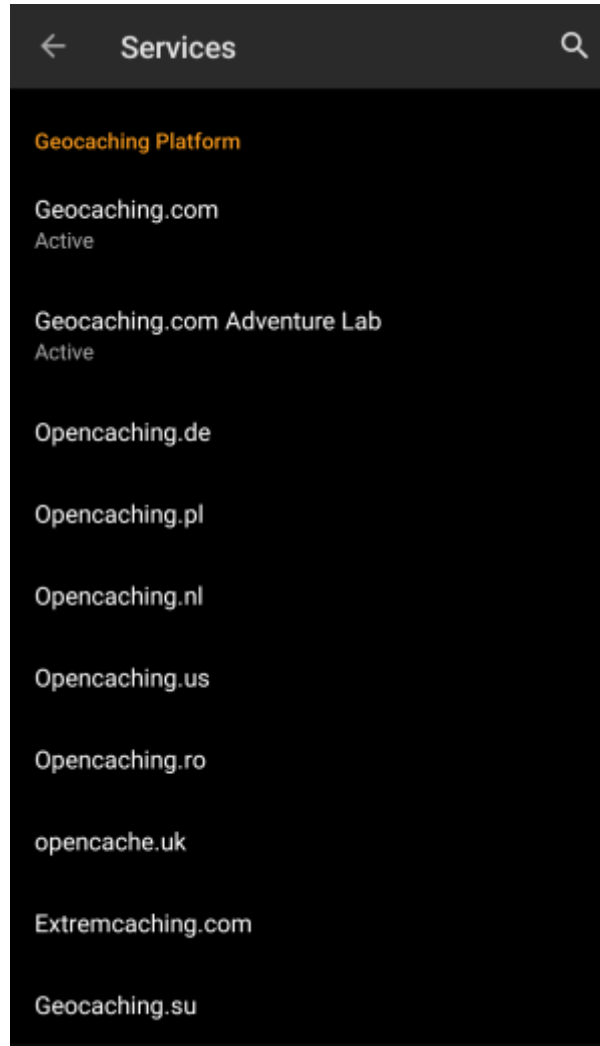 Services
Geocaching Platform
Geocaching.com
Active
Geocaching.com Adventure Lab
Active
Opencaching.de
Opencaching.pl
Opencaching.nl
Opencaching.us
Opencaching.ro
opencache.uk
Extremcaching.com
Geocaching.su